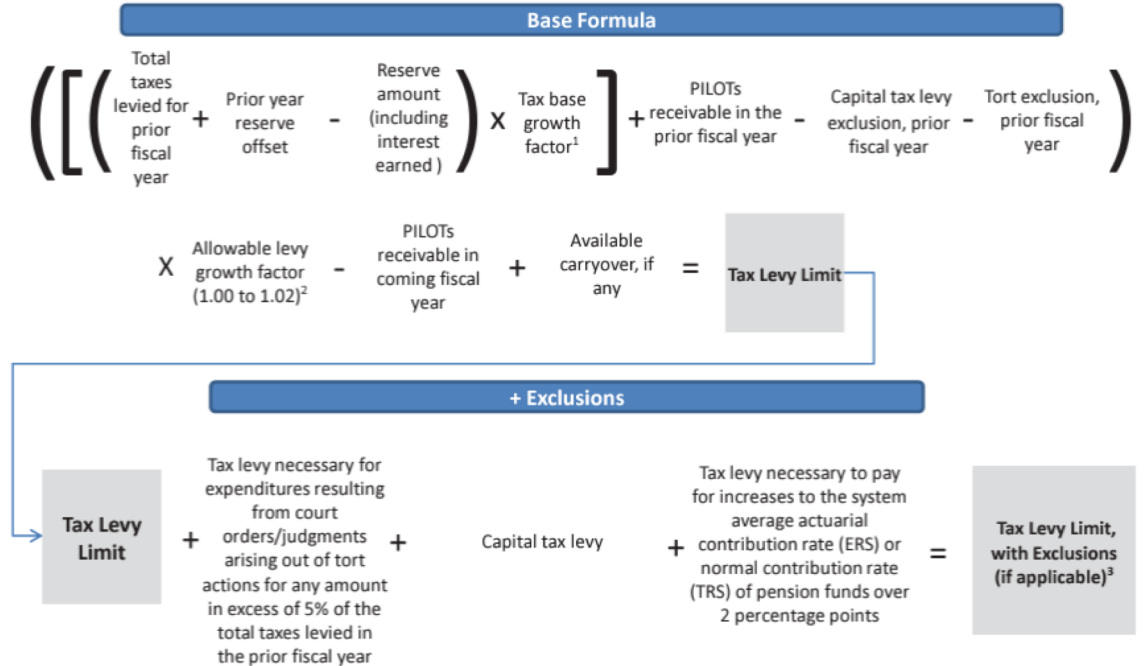 Base Formula
( [ (
Total
taxes
levied for
prior
fiscal
year
+
Prior year
reserve
offset
-
Reserve
amount
(including
interest
earned )
)
X
Tax base
growth
factor¹
]
+
PILOTs
receivable in the
prior fiscal year
-
Capital tax levy
exclusion, prior
fiscal year
-
Tort exclusion,
prior fiscal
year
)
X
Allowable levy
growth factor
(1.00 to 1.02)²
-
PILOTs
receivable in
coming fiscal
year
+
Available
carryover, if
any
=
Tax Levy Limit
+ Exclusions
Tax Levy
Limit
+
Tax levy necessary for
expenditures resulting
from court
orders/judgments
arising out of tort
actions for any amount
in excess of 5% of the
total taxes levied in
the prior fiscal year
+
Capital tax levy
+
Tax levy necessary to pay
for increases to the system
average actuarial
contribution rate (ERS) or
normal contribution rate
(TRS) of pension funds over
2 percentage points
=
Tax Levy Limit,
with Exclusions
(if applicable)³